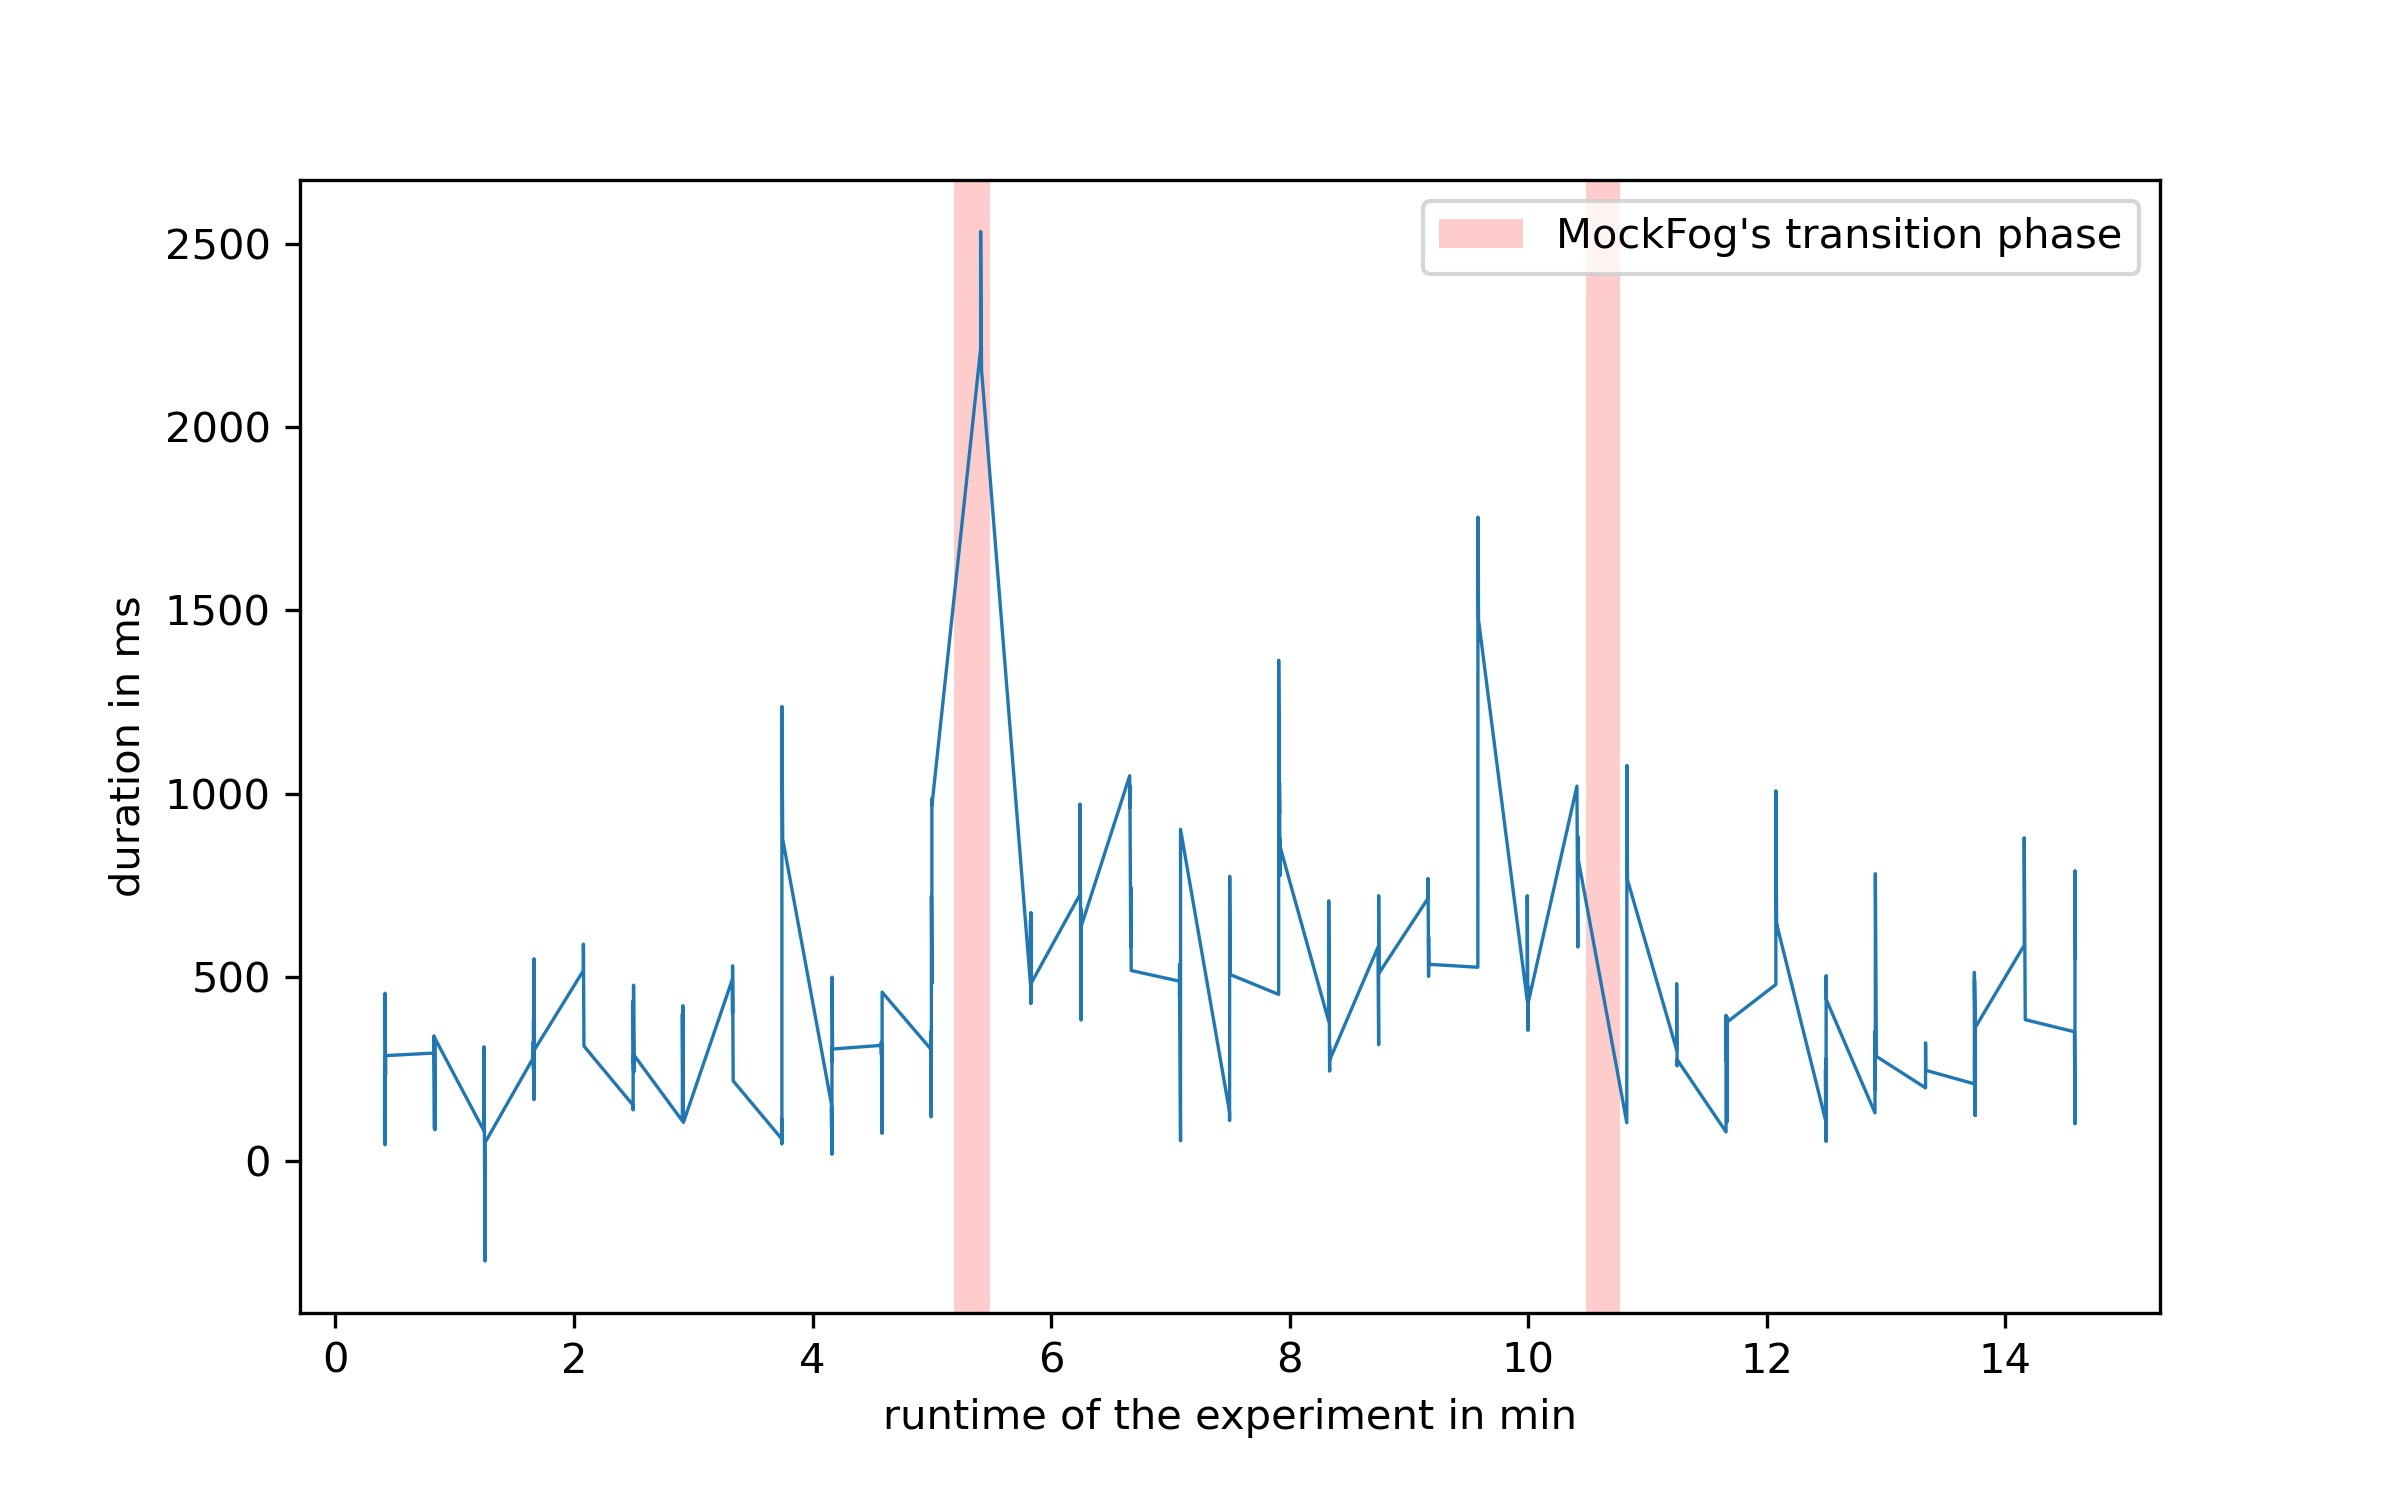 MockFog's transition phase
2500
2000
1500
1000
500
0
duration in ms
0 2 4 6 8 10 12 14
runtime of the experiment in min